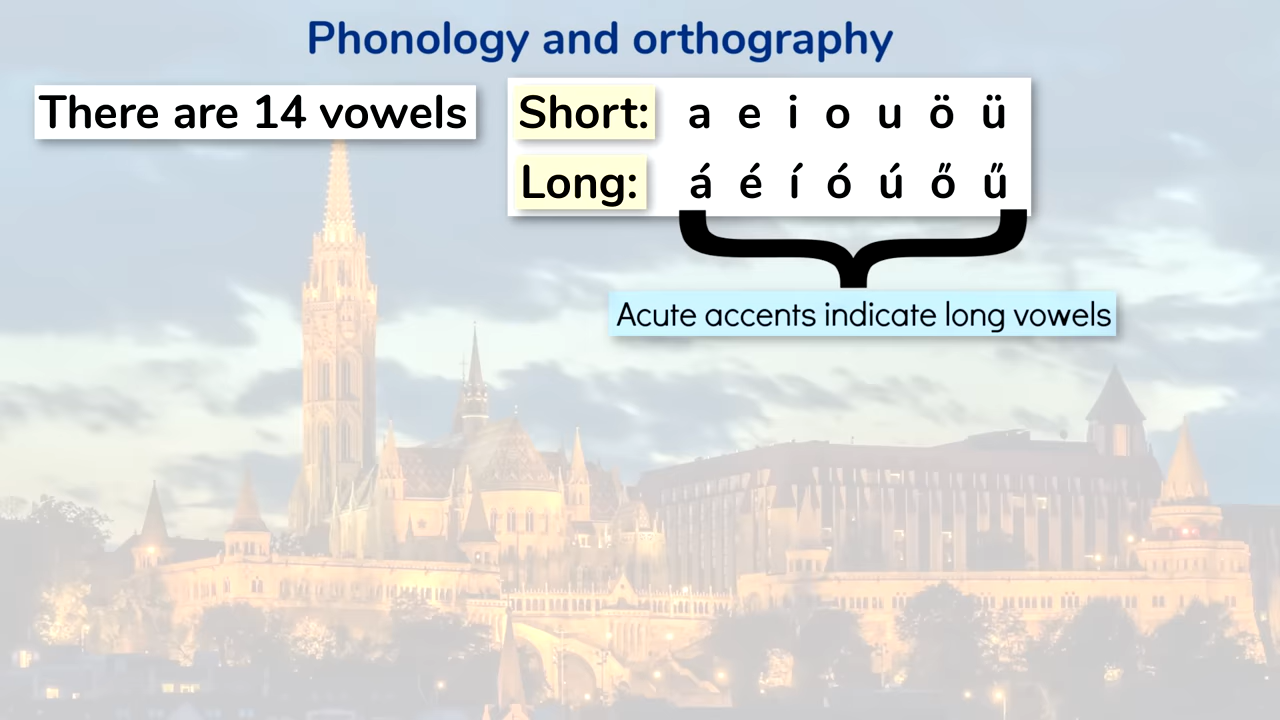 Phonology and orthography
There are 14 vowels
Short: a e i o u ö ü
Long: á é í ó ú ő ű
Acute accents indicate long vowels